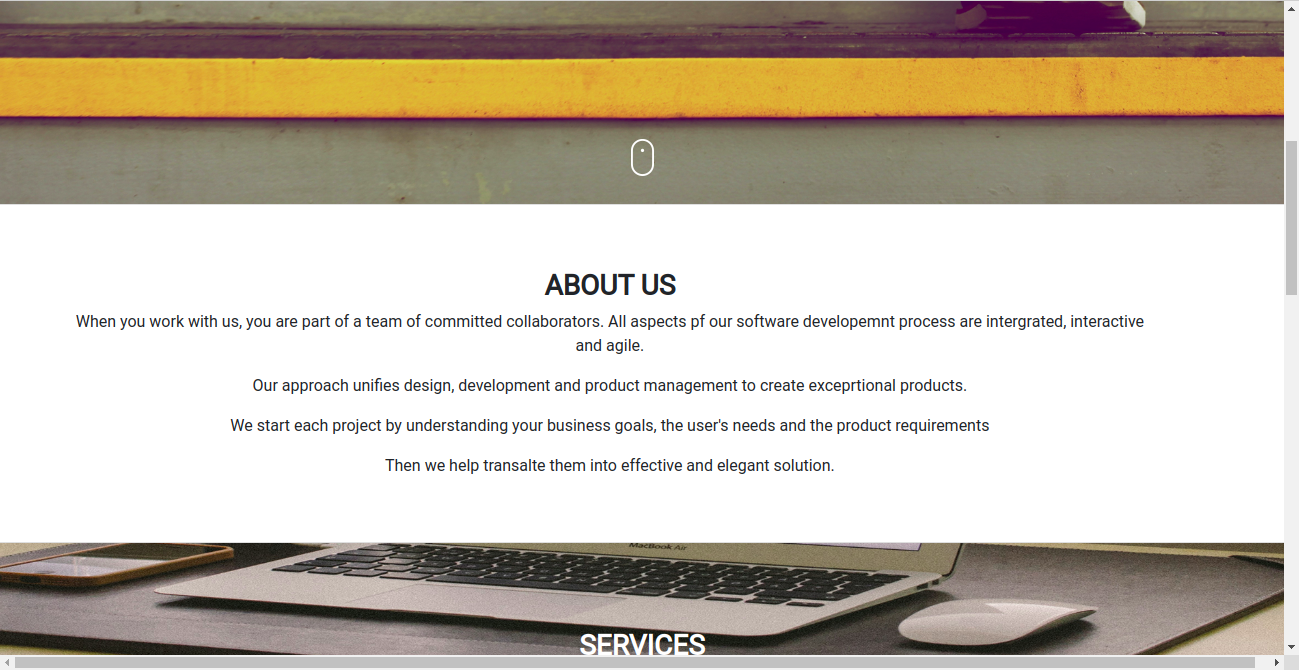 ABOUT US
When you work with us, you are part of a team of committed collaborators. All aspects pf our software developemnt process are intergrated, interactive
and agile.
Our approach unifies design, development and product management to create exceprtional products.
We start each project by understanding your business goals, the user's needs and the product requirements
Then we help transalte them into effective and elegant solution.
MacBook Air
SERVICES